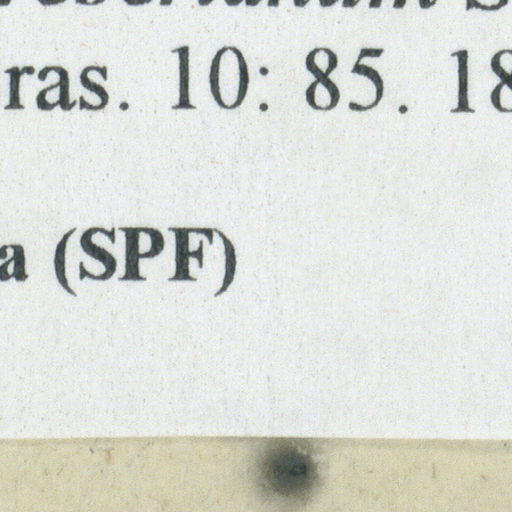 ras. 10: 85. 18
a (SPF)